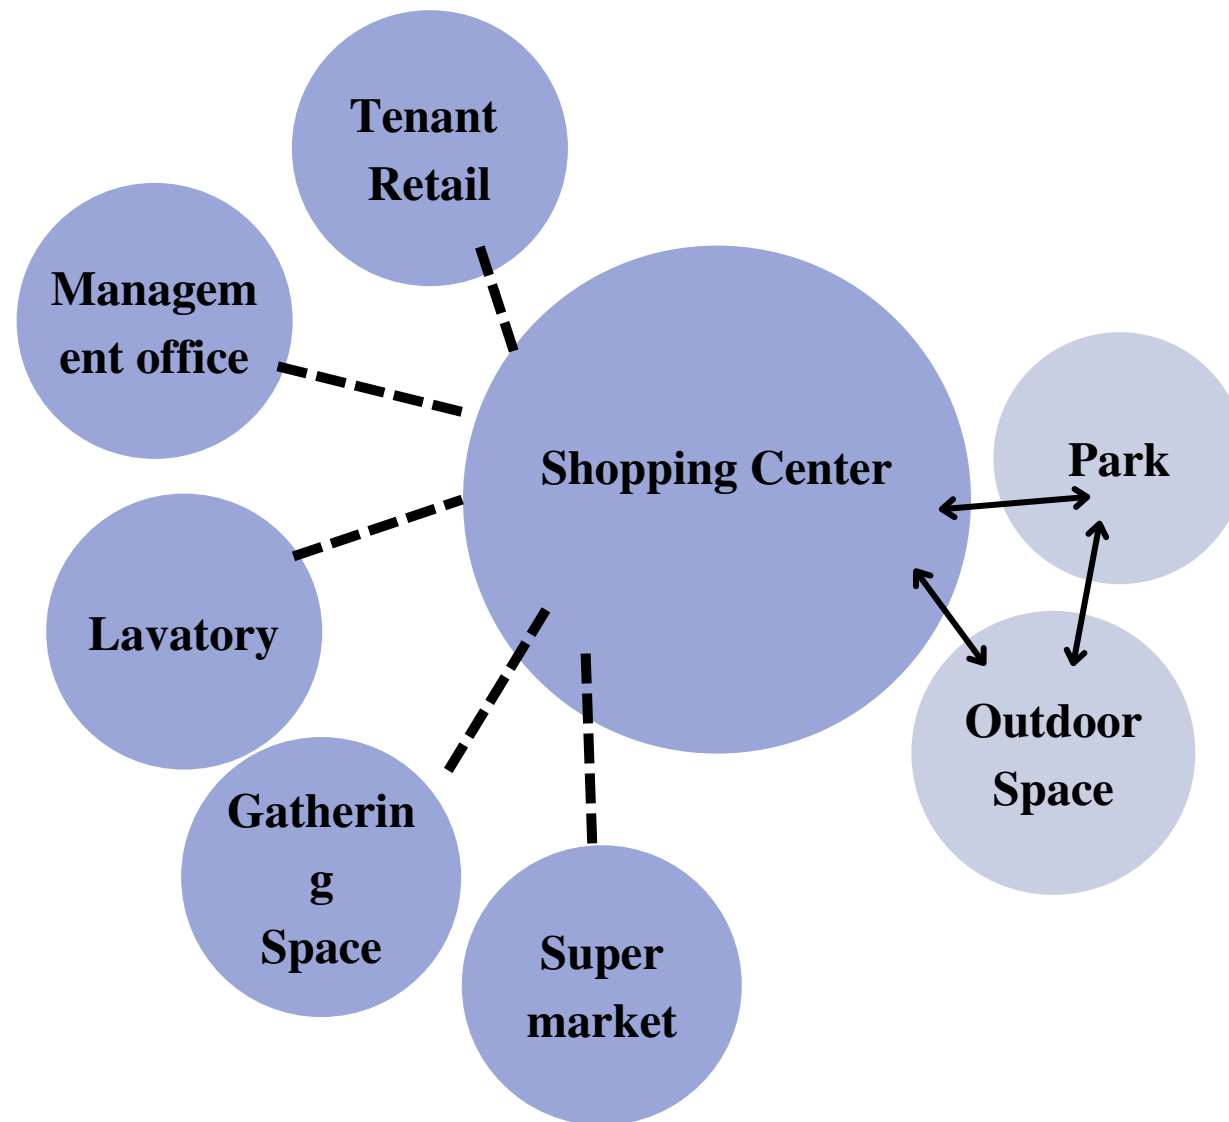 Tenant
Retail
Managem
ent office
Shopping Center
Park
Lavatory
Outdoor
Space
Gatherin
g
Space
Super
market